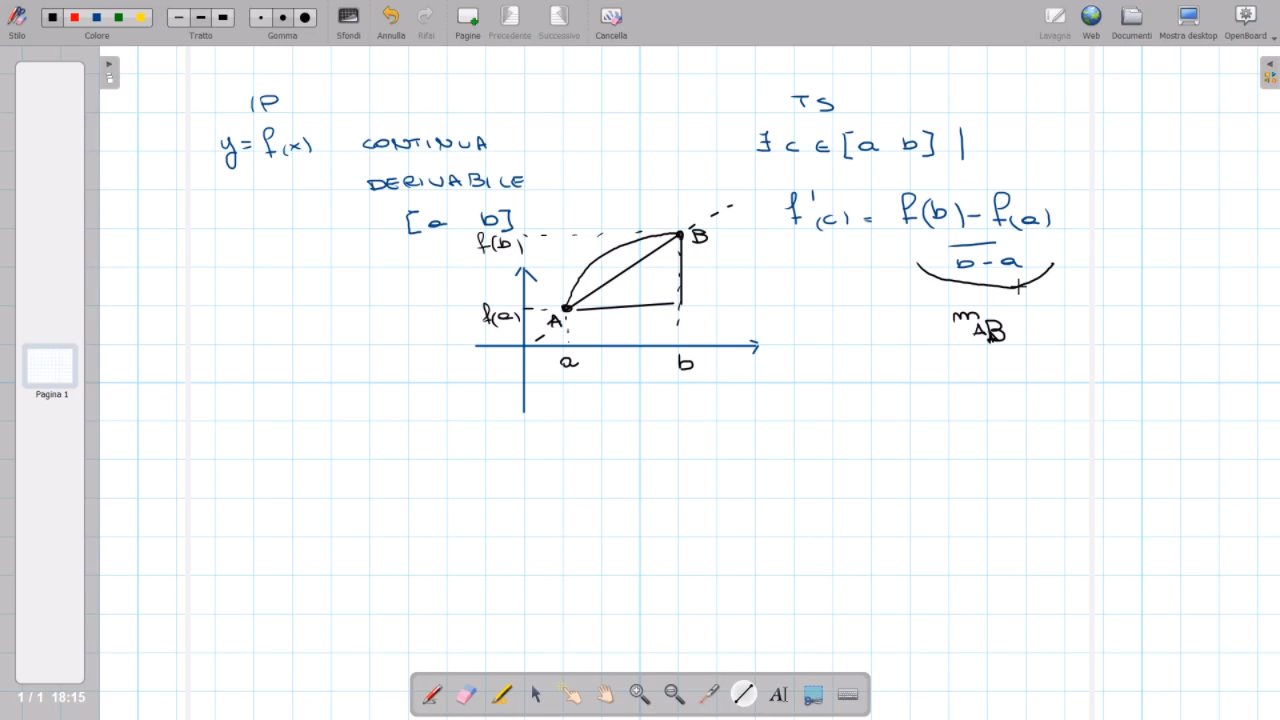 Stilo
Colore
Tratto
Gomma
Sfondi
Annulla
Rifai
Pagine
Precedente
Successivo
Cancella
Lavagna
Web
Documenti
Mostra desktop
OpenBoard
IP
y = f(x) CONTINUA
DERIVABILE
[a b]
TS
∃ c ∈ [a b] |
f'(c) = f(b) - f(a)
b - a
m AB
f(b)
B
f(a)
A
a
b
Pagina 1
1 / 1 18:15
AI